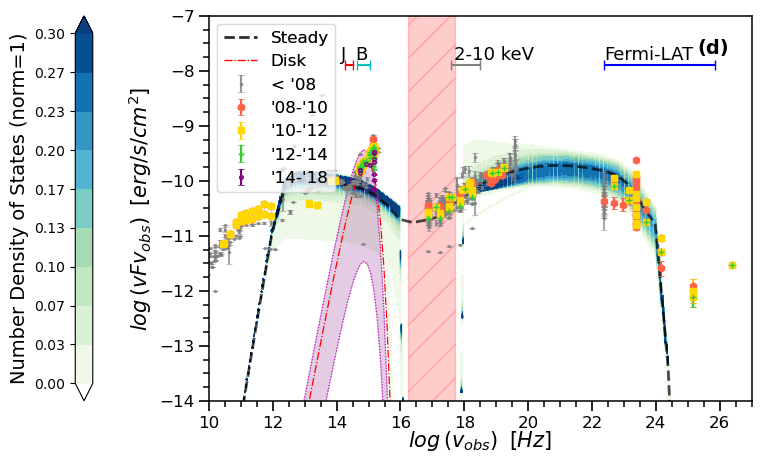 Number Density of States (norm=1)
0.30
0.27
0.23
0.20
0.17
0.13
0.10
0.07
0.03
0.00
log (νFν_obs) [erg/s/cm²]
−7
−8
−9
−10
−11
−12
−13
−14
Steady
Disk
< '08
'08-'10
'10-'12
'12-'14
'14-'18
J B
2-10 keV
Fermi-LAT (d)
10 12 14 16 18 20 22 24 26
log (ν_obs) [Hz]